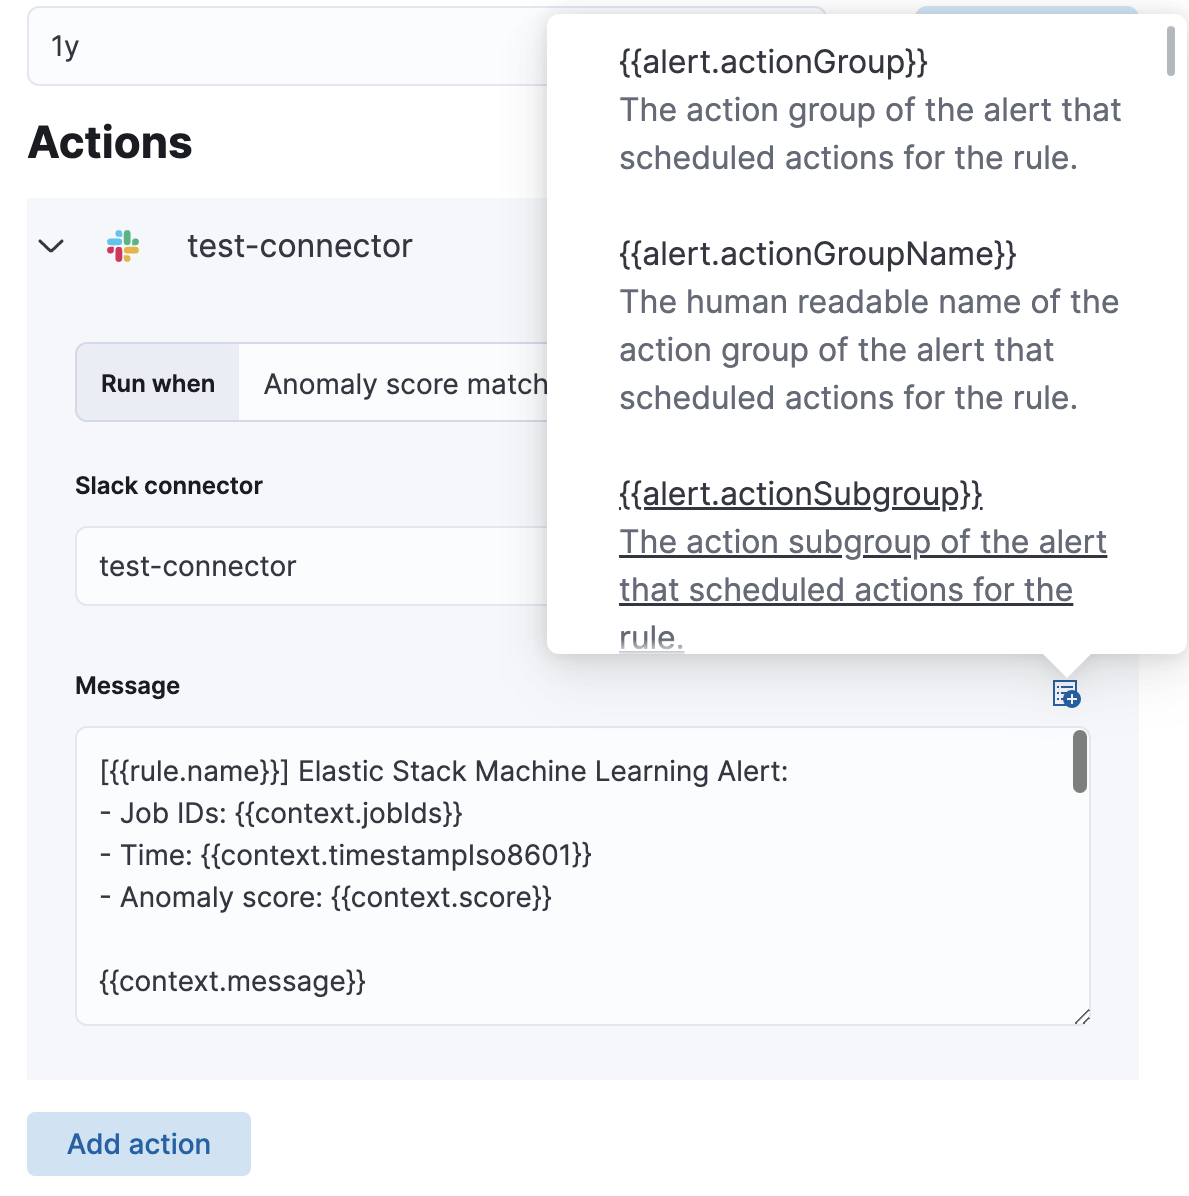 1y
Actions
test-connector
Run when
Anomaly score match
Slack connector
test-connector
{{alert.actionGroup}}
The action group of the alert that
scheduled actions for the rule.
{{alert.actionGroupName}}
The human readable name of the
action group of the alert that
scheduled actions for the rule.
{{alert.actionSubgroup}}
The action subgroup of the alert
that scheduled actions for the
rule.
Message
[{{rule.name}}] Elastic Stack Machine Learning Alert:
- Job IDs: {{context.jobIds}}
- Time: {{context.timestampIso8601}}
- Anomaly score: {{context.score}}
{{context.message}}
Add action